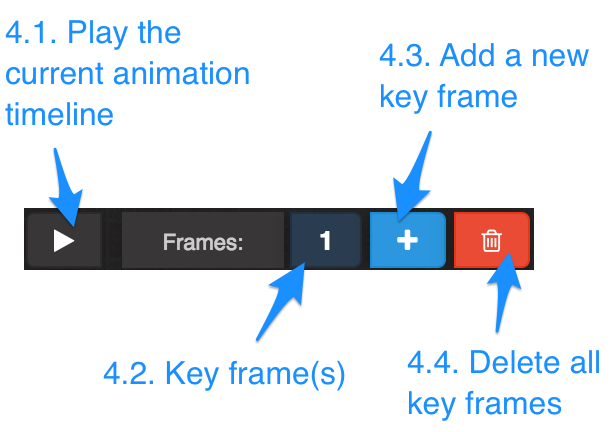 4.1. Play the
current animation
timeline
4.3. Add a new
key frame
Frames:
1
4.2. Key frame(s)
4.4. Delete all
key frames